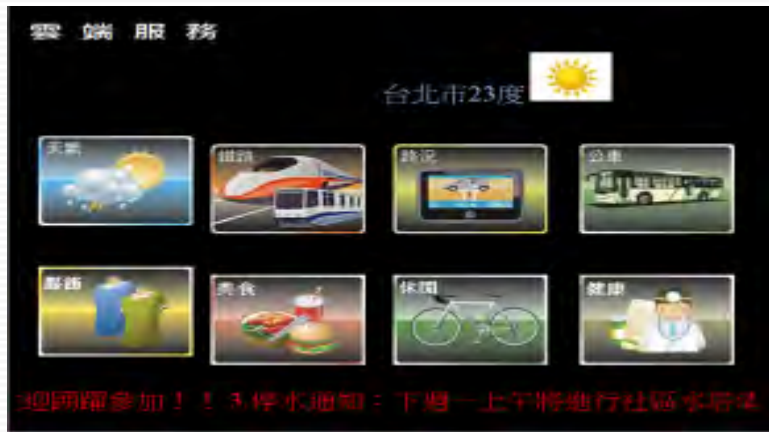 雲端服務
台北市23度
天氣
鐵路
路況
公車
服飾
美食
休閒
健康
迎踴躍參加！！3.停水通知：下週一上午將進行社區水塔